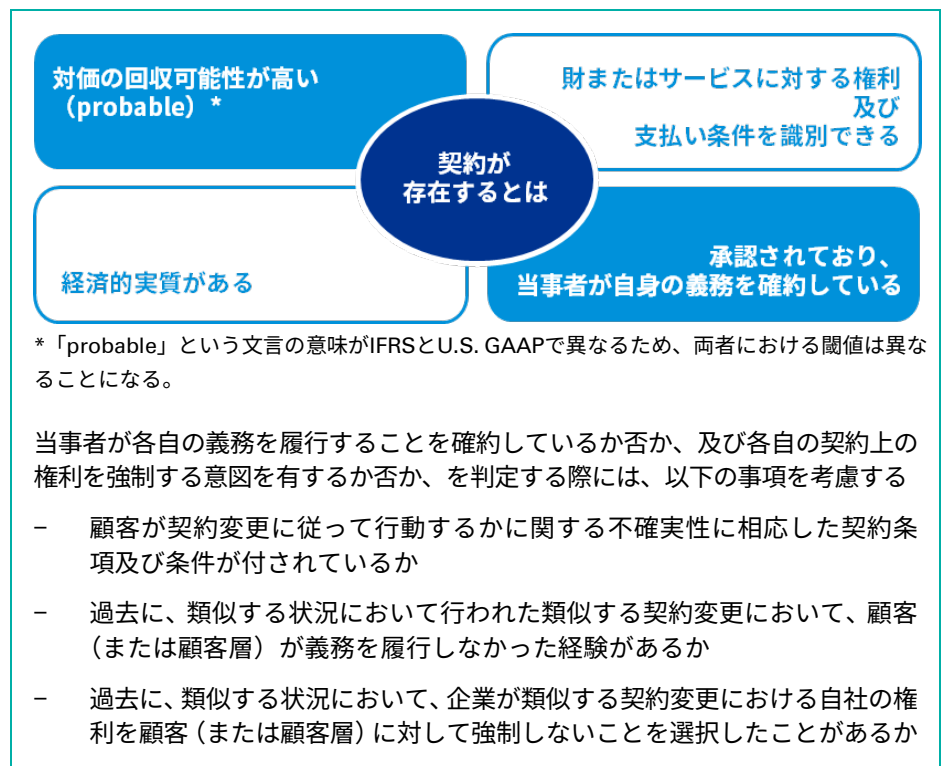 対価の回収可能性が高い
（probable）*
財またはサービスに対する権利
及び
支払い条件を識別できる
契約が
存在するとは
経済的実質がある
承認されており、
当事者が自身の義務を確約している
*「probable」という文言の意味がIFRSとU.S. GAAPで異なるため、両者における閾値は異な
ることになる。
当事者が各自の義務を履行することを確約しているか否か、及び各自の契約上の
権利を強制する意図を有するか否か、を判定する際には、以下の事項を考慮する
– 顧客が契約変更に従って行動するかに関する不確実性に相応した契約条
項及び条件が付されているか
– 過去に、類似する状況において行われた類似する契約変更において、顧客
（または顧客層）が義務を履行しなかった経験があるか
– 過去に、類似する状況において、企業が類似する契約変更における自社の権
利を顧客（または顧客層）に対して強制しないことを選択したことがあるか